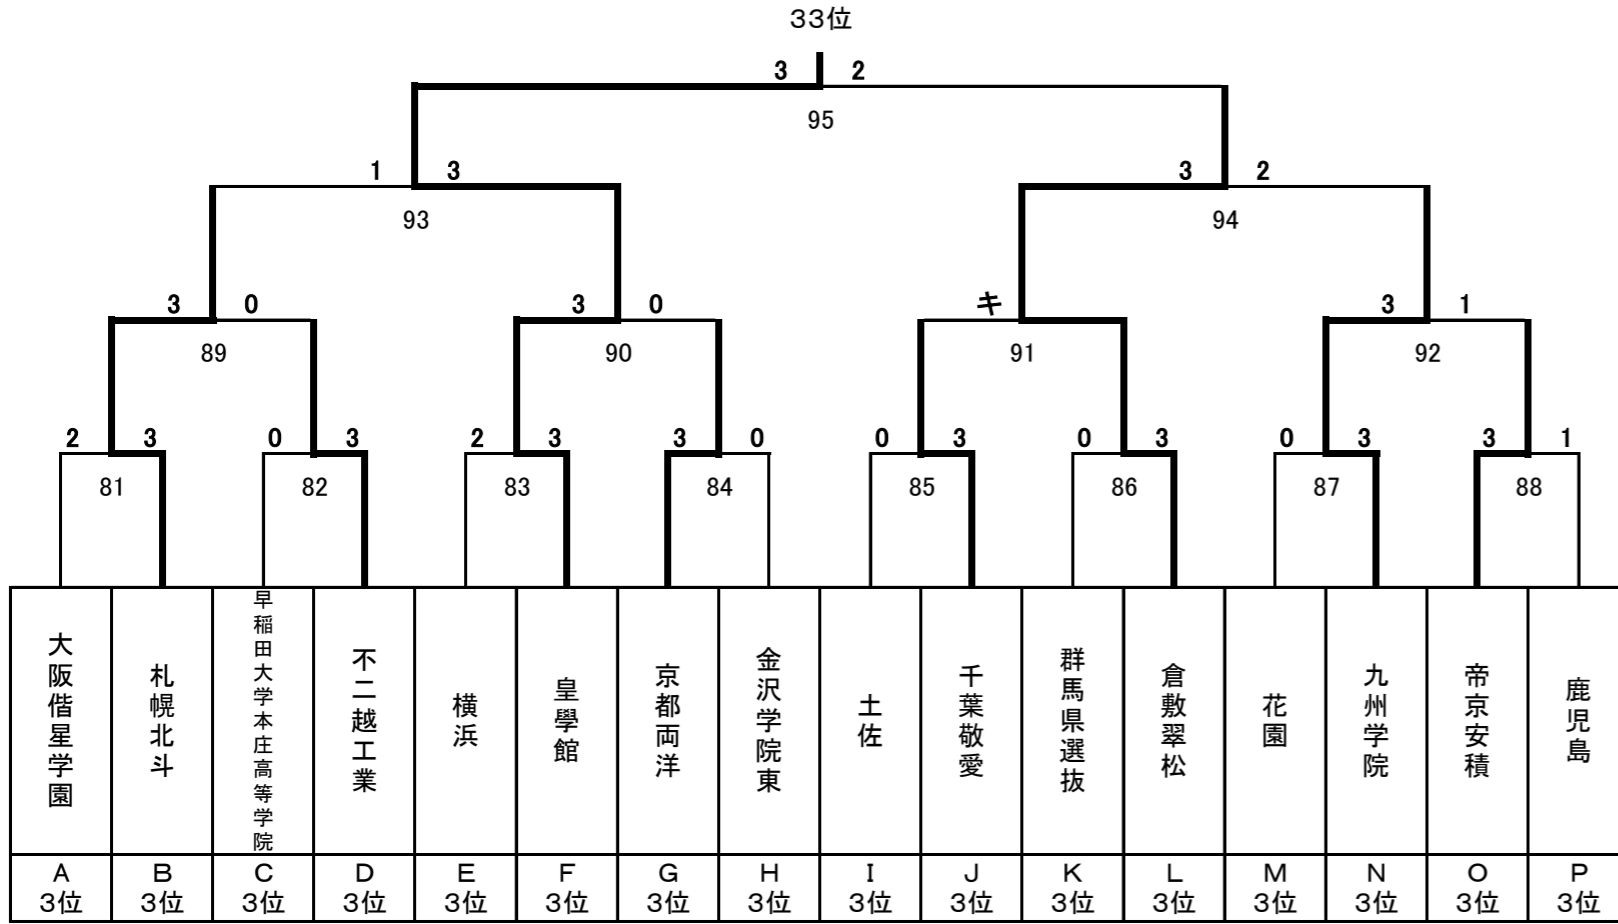 33位
3 2
95
1 3 3 2
93 94
3 0 3 0 キ 3 1
89 90 91 92
2 3 0 3 2 3 3 0 0 3 0 3 0 3 3 1
81 82 83 84 85 86 87 88
大阪偕星学園
札幌北斗
早稲田大学本庄高等学院
不二越工業
横浜
皇學館
京都両洋
金沢学院東
土佐
千葉敬愛
群馬県選抜
倉敷翠松
花園
九州学院
帝京安積
鹿児島
A B C D E F G H I J K L M N O P
3位 3位 3位 3位 3位 3位 3位 3位 3位 3位 3位 3位 3位 3位 3位 3位